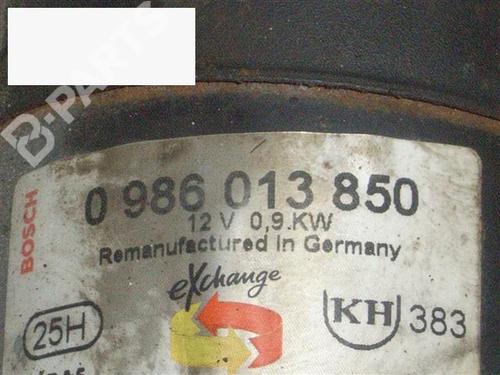 B-PARTS
BOSCH
0 986 013 850
12 V 0,9.KW
Remanufactured in Germany
eXchange
25H
KH 383